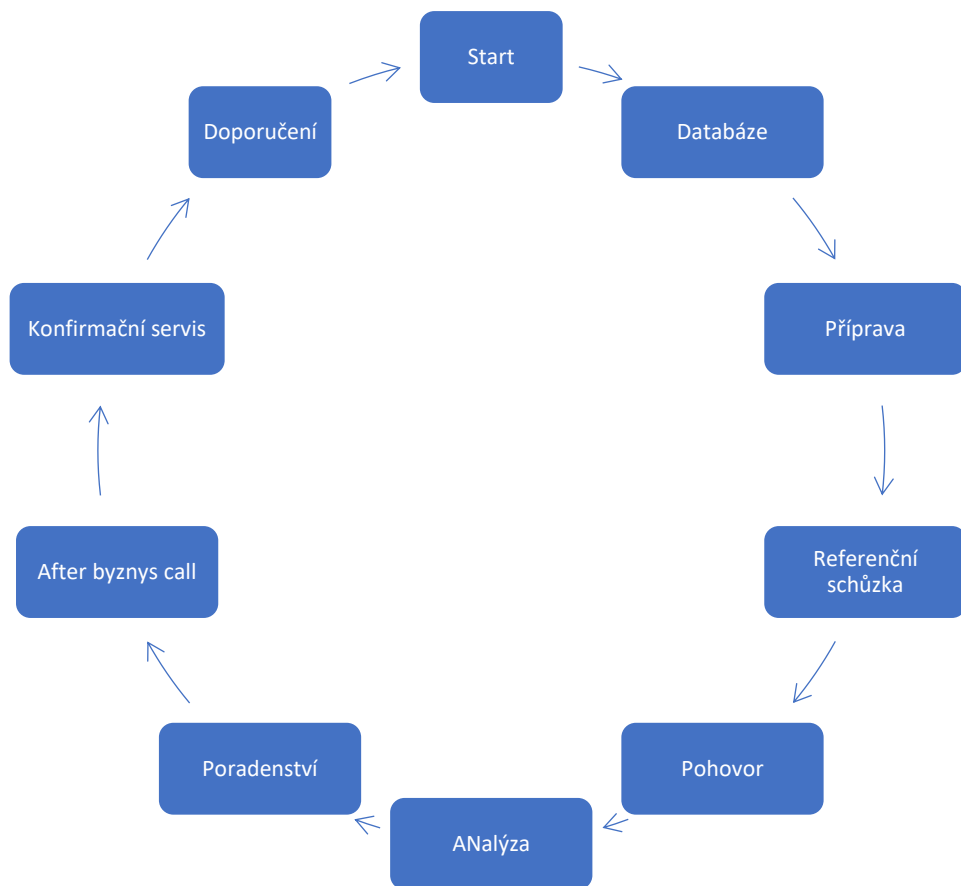 Start
Databáze
Příprava
Referenční
schůzka
Pohovor
ANalýza
Poradenství
After byznys call
Konfirmační servis
Doporučení